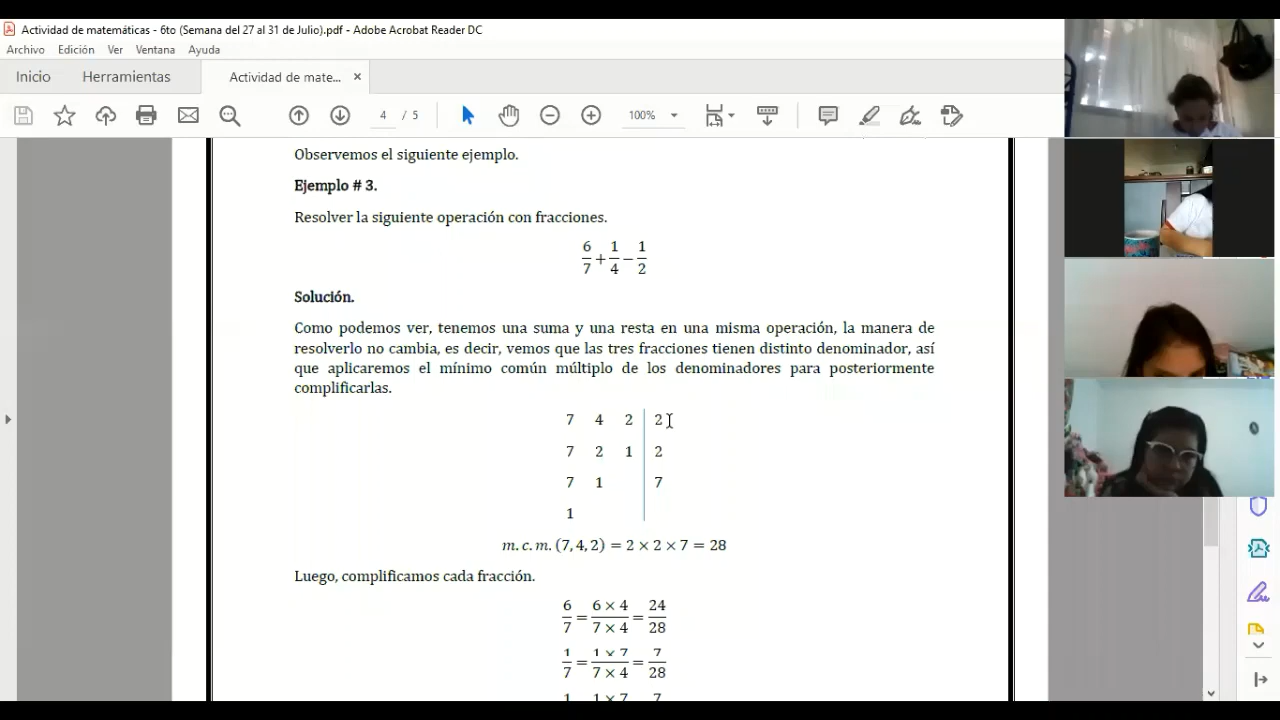 Actividad de matemáticas - 6to (Semana del 27 al 31 de Julio).pdf - Adobe Acrobat Reader DC
Archivo Edición Ver Ventana Ayuda
Inicio Herramientas Actividad de mate... ×
4 / 5 100%
Observemos el siguiente ejemplo.
Ejemplo # 3.
Resolver la siguiente operación con fracciones.
6/7 + 1/4 − 1/2
Solución.
Como podemos ver, tenemos una suma y una resta en una misma operación, la manera de
resolverlo no cambia, es decir, vemos que las tres fracciones tienen distinto denominador, así
que aplicaremos el mínimo común múltiplo de los denominadores para posteriormente
complificarlas.
7 4 2 | 2
7 2 1 | 2
7 1 | 7
1
m. c. m. (7, 4, 2) = 2 × 2 × 7 = 28
Luego, complificamos cada fracción.
6/7 = (6 × 4)/(7 × 4) = 24/28
1/7 = (1 × 7)/(7 × 4) = 7/28
1 1 × 7 7